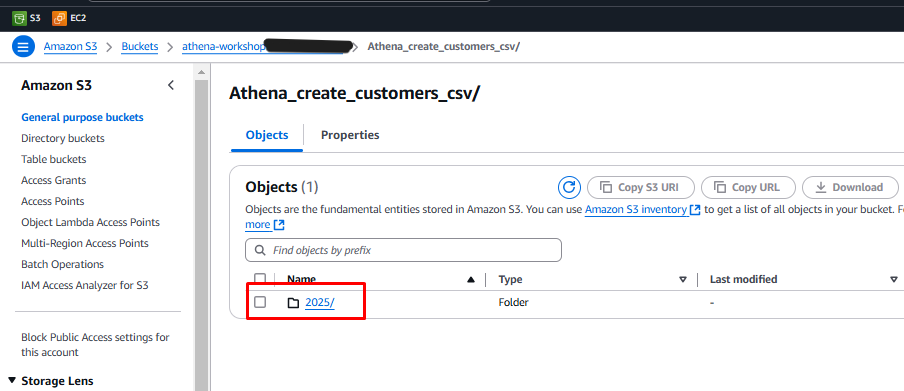 S3 EC2
Amazon S3 > Buckets > athena-workshop > Athena_create_customers_csv/
Amazon S3
General purpose buckets
Directory buckets
Table buckets
Access Grants
Access Points
Object Lambda Access Points
Multi-Region Access Points
Batch Operations
IAM Access Analyzer for S3
Block Public Access settings for
this account
Storage Lens
Athena_create_customers_csv/
Objects Properties
Objects (1)
Copy S3 URI Copy URL Download
Objects are the fundamental entities stored in Amazon S3. You can use Amazon S3 inventory to get a list of all objects in your bucket.
more
Find objects by prefix
Name Type Last modified
2025/ Folder -